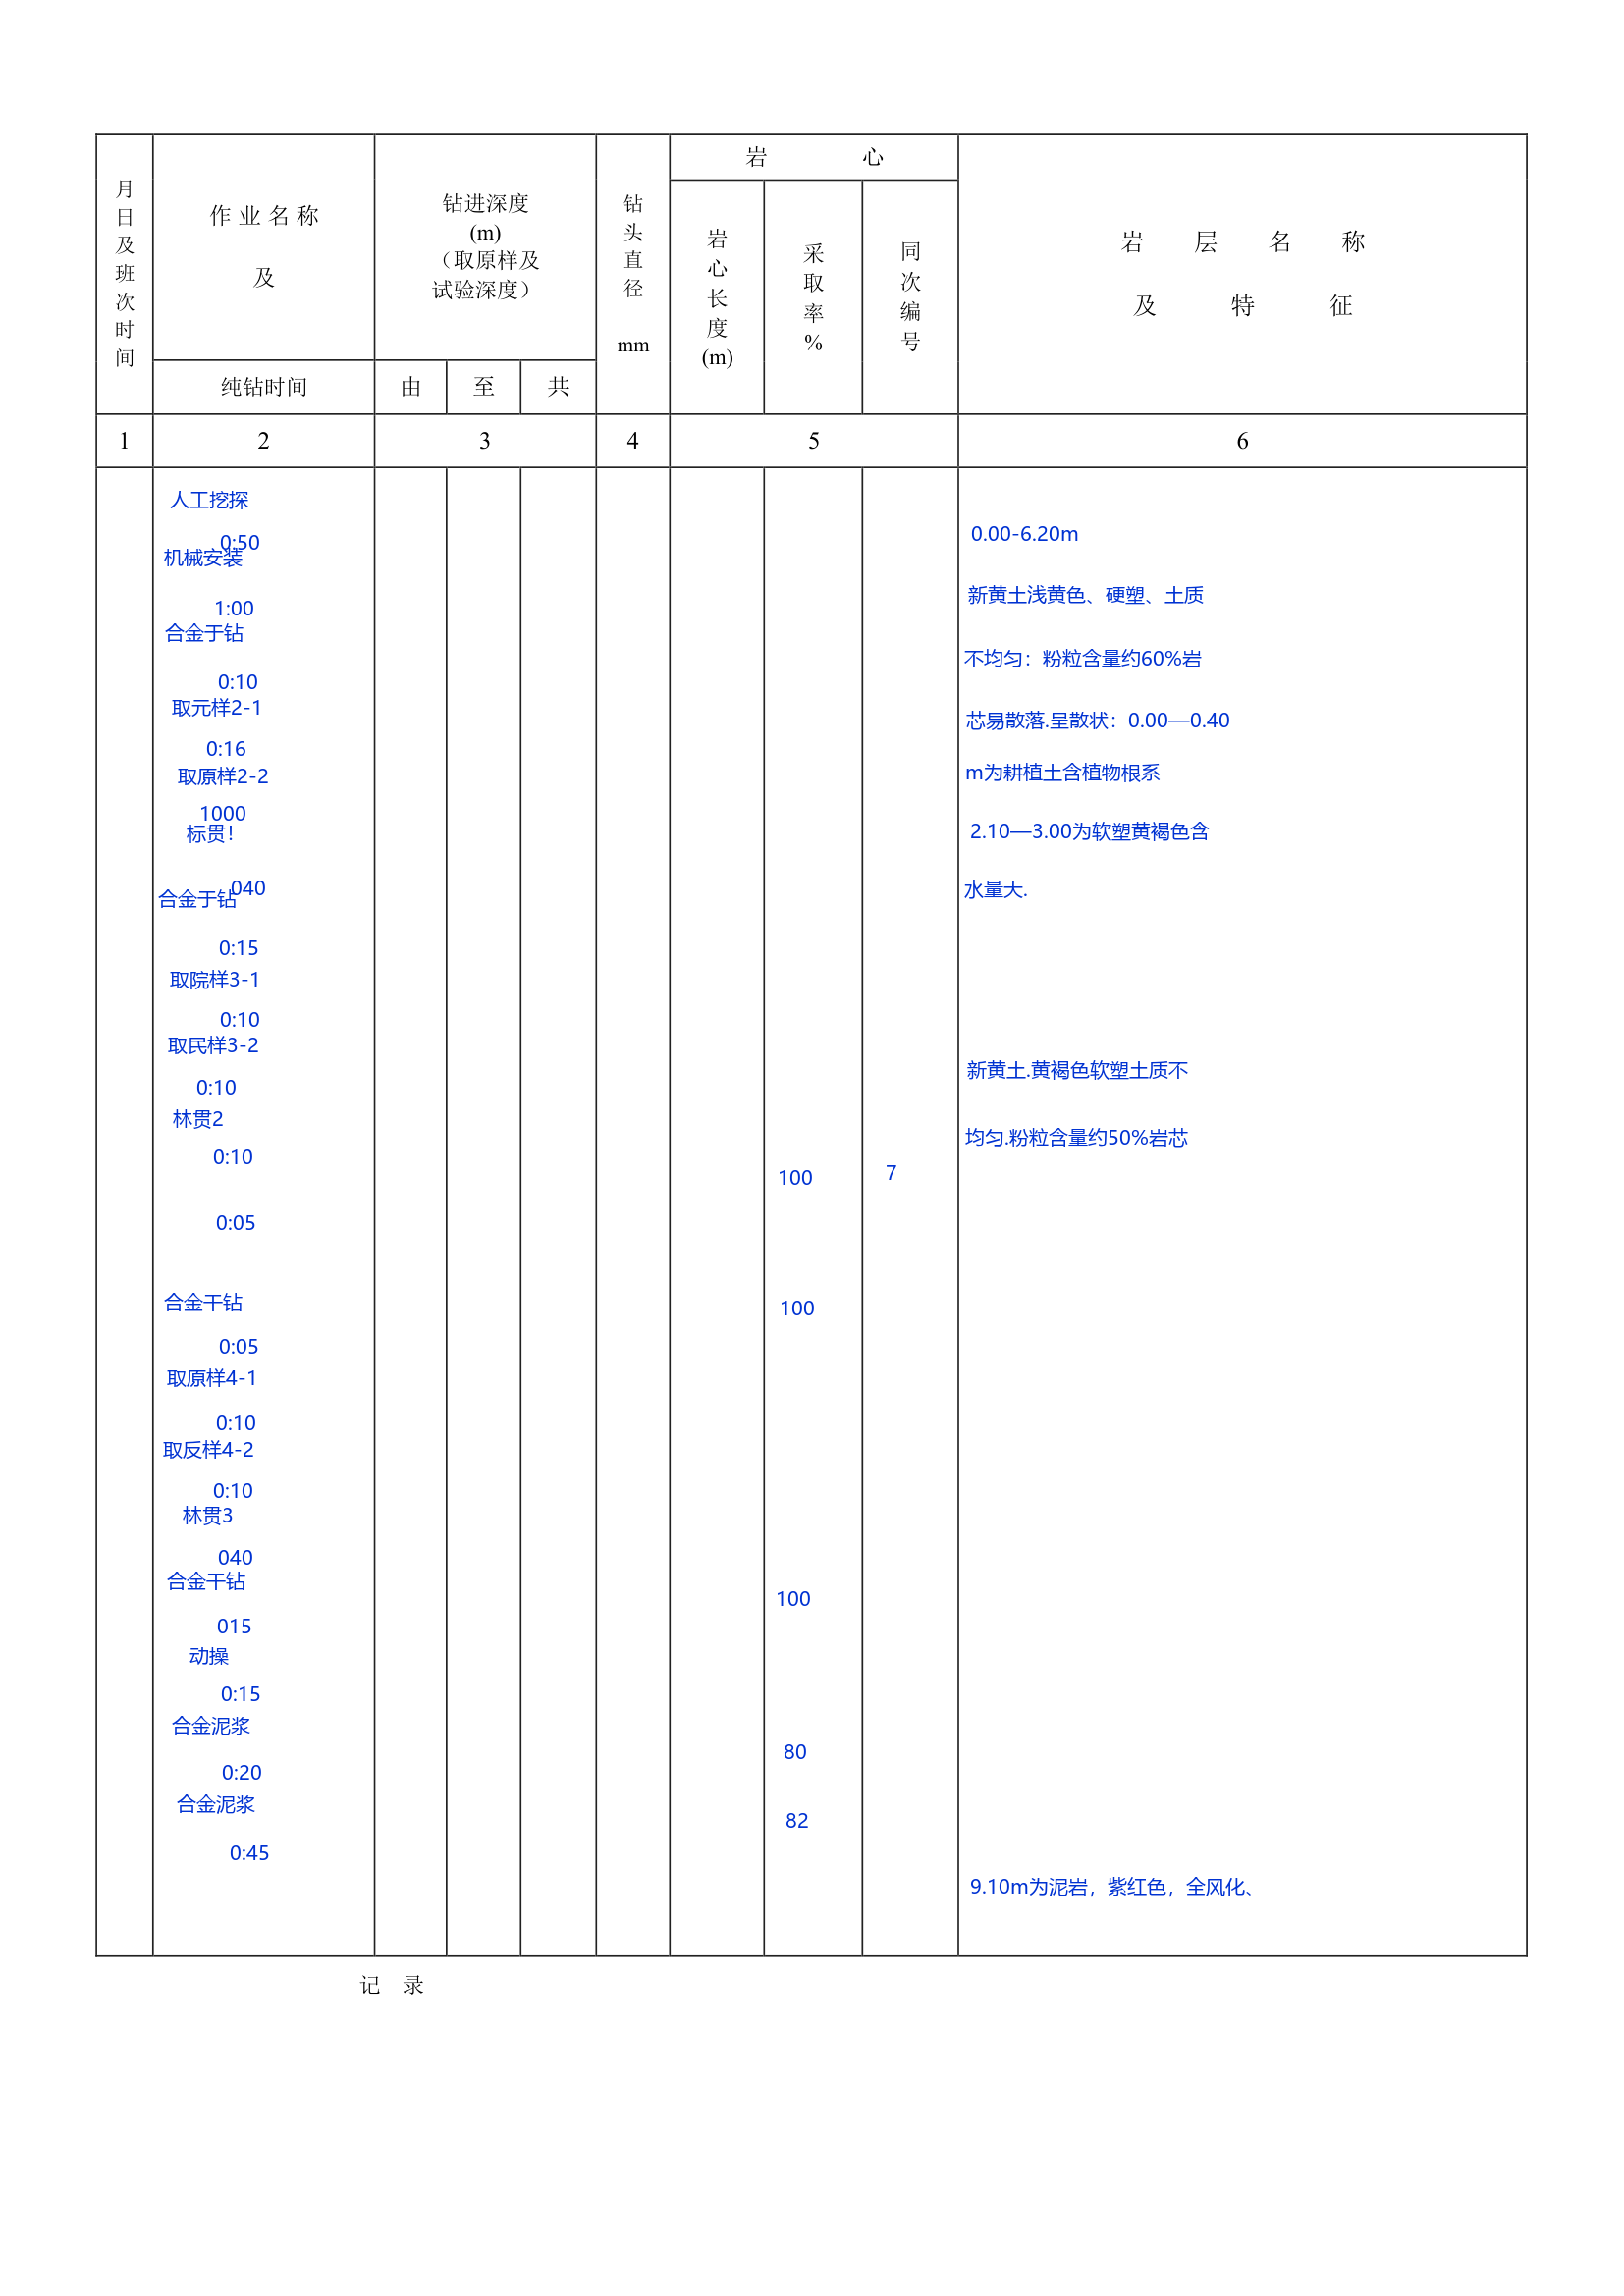 岩 心
月日及班次时间
作 业 名 称
及
钻进深度
(m)
（取原样及
试验深度）
钻头直径
mm
岩心长度
(m)
采取率
%
同次编号
岩 层 名 称
及 特 征
纯钻时间 由 至 共
1 2 3 4 5 6
人工挖探
0:50
机械安装
1:00
合金于钻
0:10
取元样2-1
0:16
取原样2-2
1000
标贯！
040
合金于钻
0:15
取院样3-1
0:10
取民样3-2
0:10
林贯2
0:10
0:05
合金干钻
0:05
取原样4-1
0:10
取反样4-2
0:10
林贯3
040
合金干钻
015
动操
0:15
合金泥浆
0:20
合金泥浆
0:45
100 7
100
100
80
82
0.00-6.20m
新黄土浅黄色、硬塑、土质
不均匀：粉粒含量约60%岩
芯易散落.呈散状：0.00—0.40
m为耕植土含植物根系
2.10—3.00为软塑黄褐色含
水量大.
新黄土.黄褐色软塑土质不
均匀.粉粒含量约50%岩芯
9.10m为泥岩，紫红色，全风化、
记 录